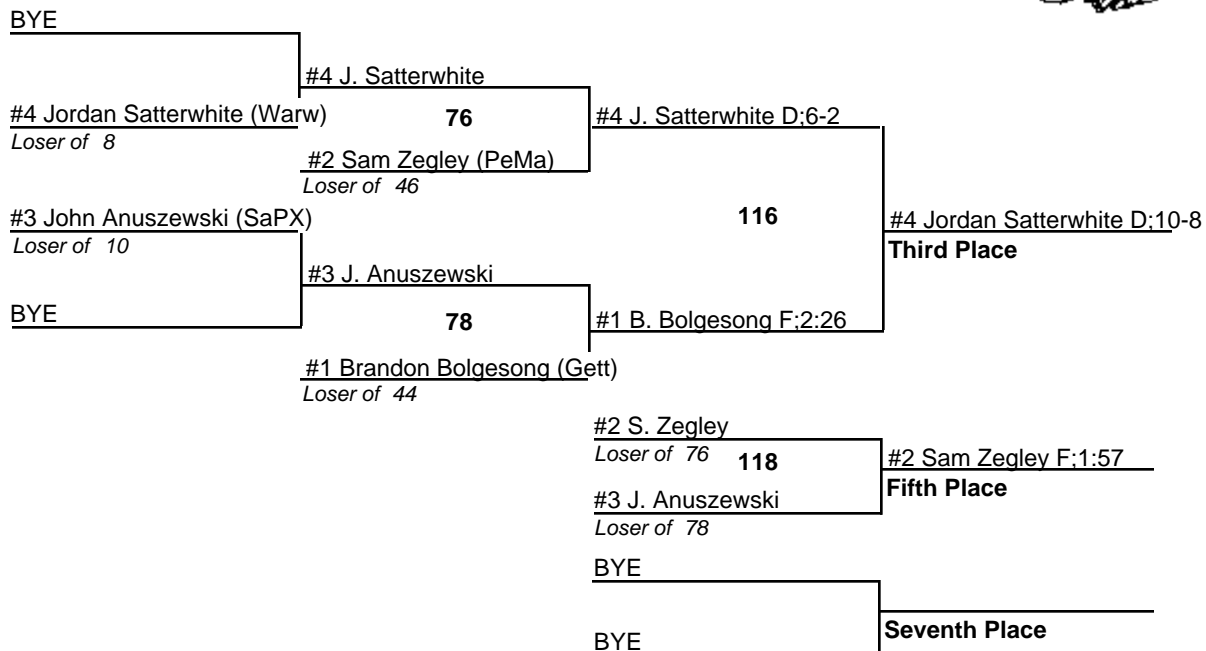 BYE
#4 J. Satterwhite
#4 Jordan Satterwhite (Warw)
Loser of 8
76
#4 J. Satterwhite D;6-2
#2 Sam Zegley (PeMa)
Loser of 46
#3 John Anuszewski (SaPX)
Loser of 10
116
#4 Jordan Satterwhite D;10-8
Third Place
#3 J. Anuszewski
BYE
78
#1 B. Bolgesong F;2:26
#1 Brandon Bolgesong (Gett)
Loser of 44
#2 S. Zegley
Loser of 76
118
#2 Sam Zegley F;1:57
Fifth Place
#3 J. Anuszewski
Loser of 78
BYE
Seventh Place
BYE